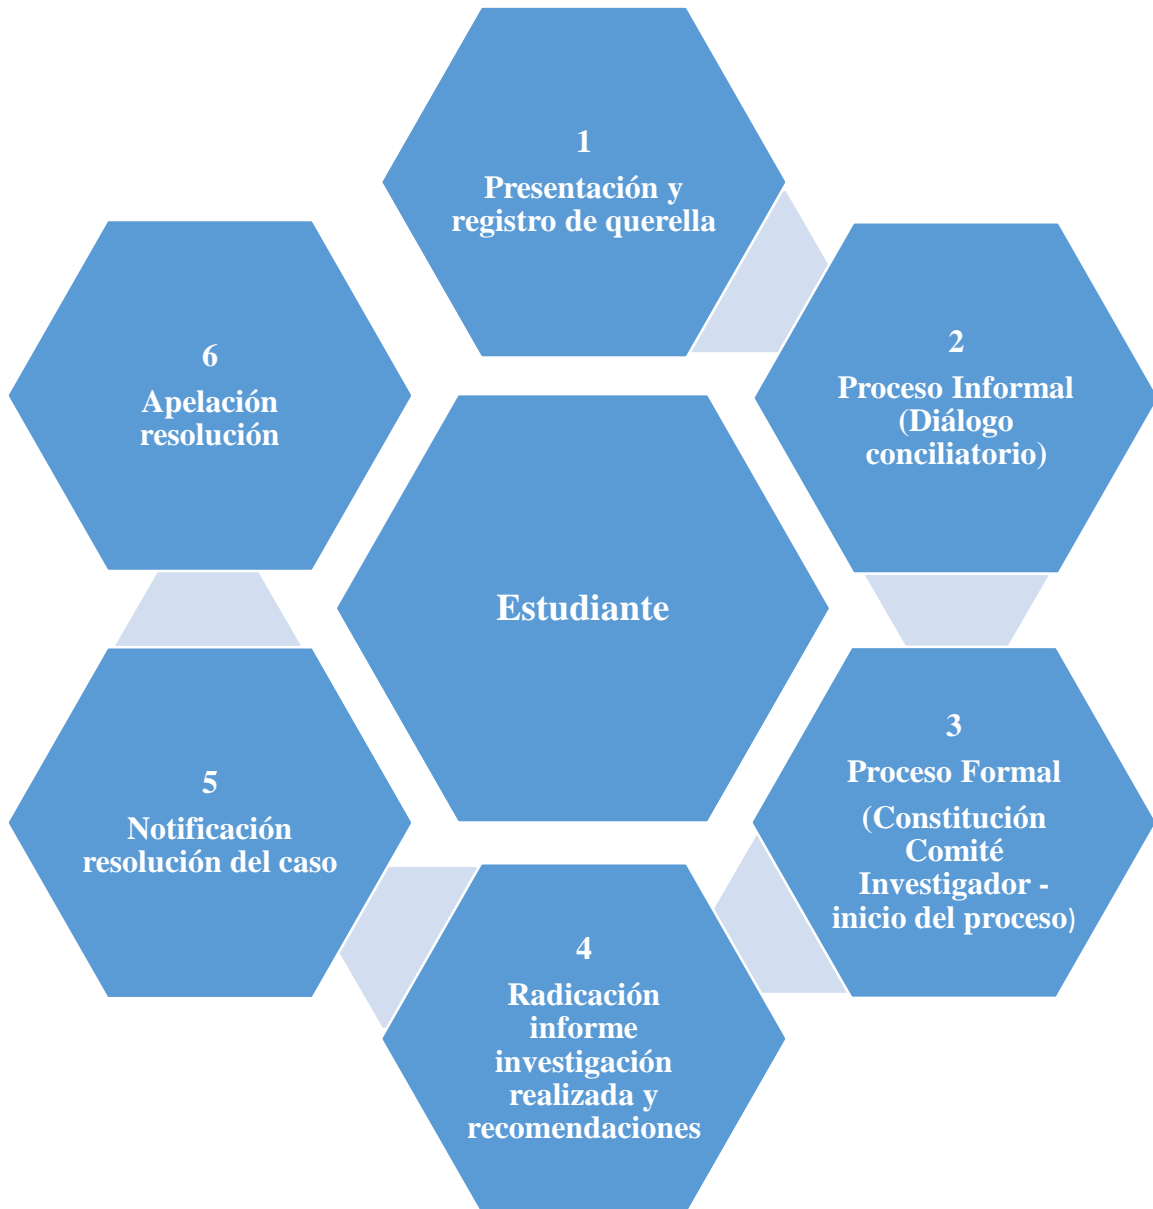 1
Presentación y
registro de querella
2
Proceso Informal
(Diálogo
conciliatorio)
3
Proceso Formal
(Constitución
Comité
Investigador -
inicio del proceso)
4
Radicación
informe
investigación
realizada y
recomendaciones
5
Notificación
resolución del caso
6
Apelación
resolución
Estudiante